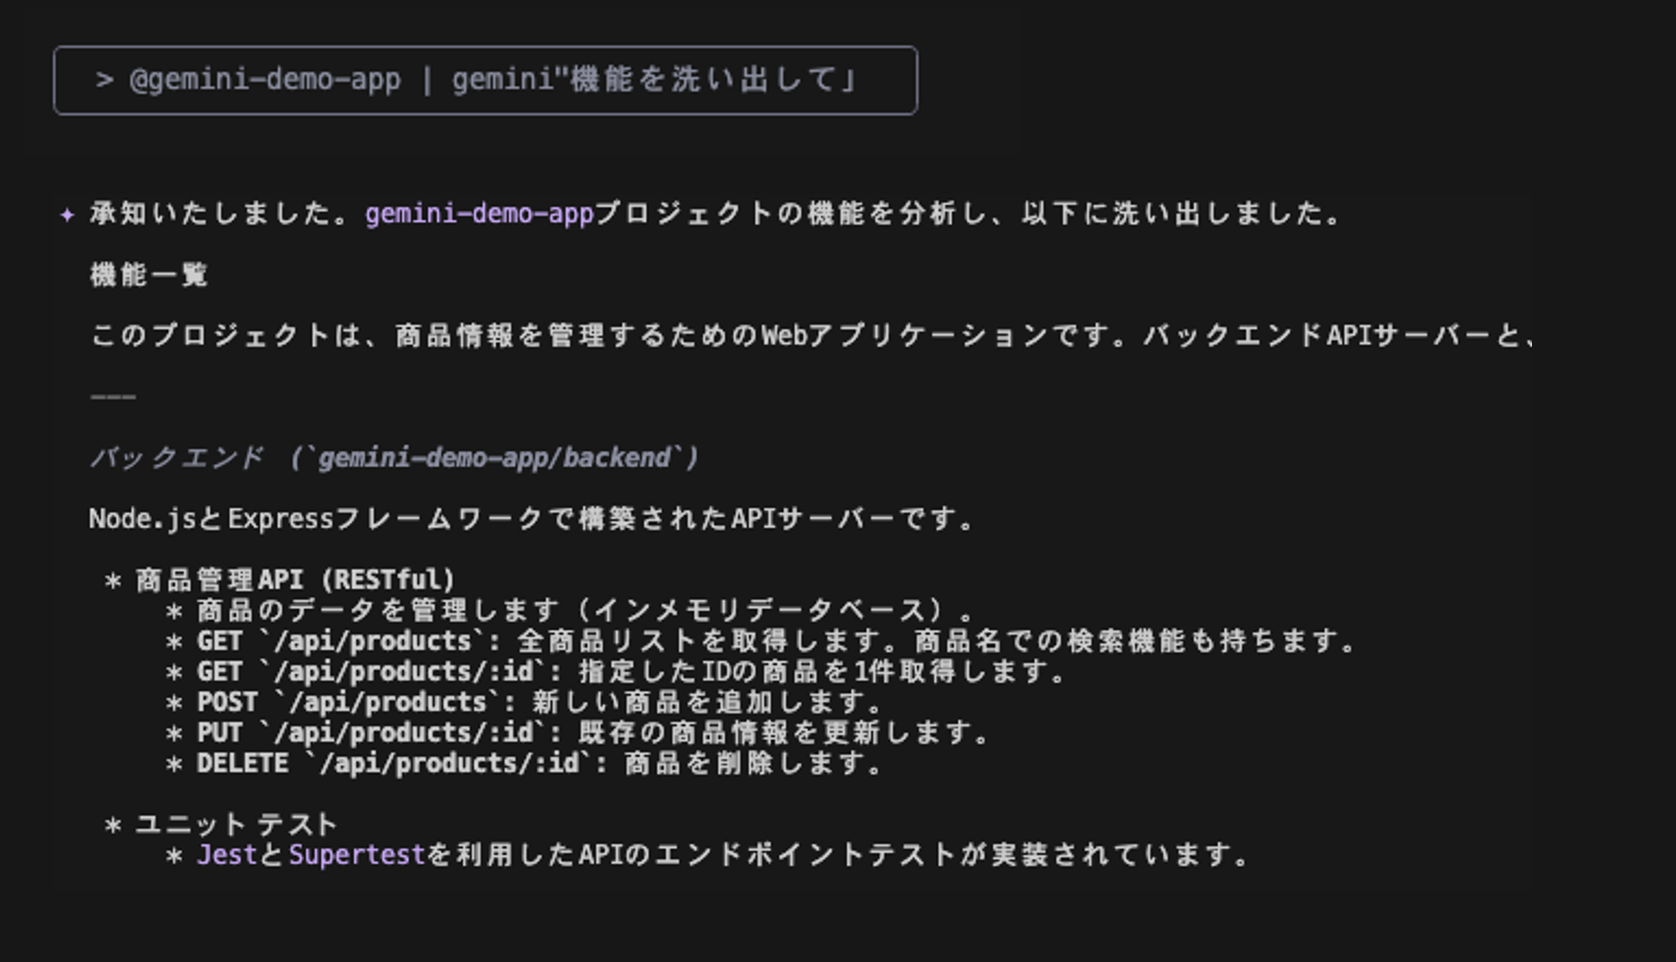 > @gemini-demo-app | gemini"機能を洗い出して」
✦ 承知いたしました。gemini-demo-appプロジェクトの機能を分析し、以下に洗い出しました。
機能一覧
このプロジェクトは、商品情報を管理するためのWebアプリケーションです。バックエンドAPIサーバーと、
---
バックエンド (`gemini-demo-app/backend`)
Node.jsとExpressフレームワークで構築されたAPIサーバーです。
* 商品管理API (RESTful)
* 商品のデータを管理します（インメモリデータベース）。
* GET `/api/products`: 全商品リストを取得します。商品名での検索機能も持ちます。
* GET `/api/products/:id`: 指定したIDの商品を1件取得します。
* POST `/api/products`: 新しい商品を追加します。
* PUT `/api/products/:id`: 既存の商品情報を更新します。
* DELETE `/api/products/:id`: 商品を削除します。
* ユニットテスト
* JestとSupertestを利用したAPIのエンドポイントテストが実装されています。